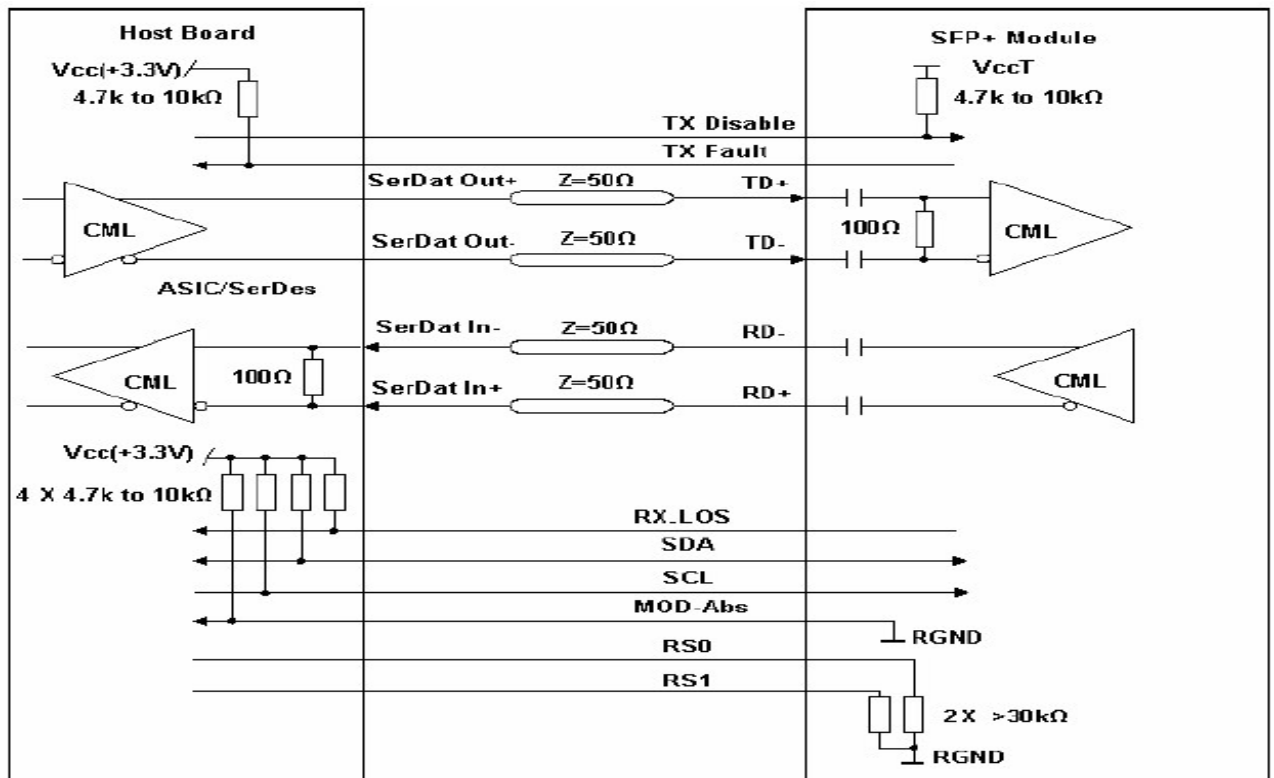 Host Board
SFP+ Module
Vcc(+3.3V)
4.7k to 10kΩ
VccT
4.7k to 10kΩ
TX Disable
TX Fault
SerDat Out+
Z=50Ω
TD+
CML
100Ω
CML
SerDat Out-
Z=50Ω
TD-
ASIC/SerDes
SerDat In-
Z=50Ω
RD-
CML
100Ω
CML
SerDat In+
Z=50Ω
RD+
Vcc(+3.3V)
4 X 4.7k to 10kΩ
RX_LOS
SDA
SCL
MOD-Abs
RGND
RS0
RS1
2X >30kΩ
RGND